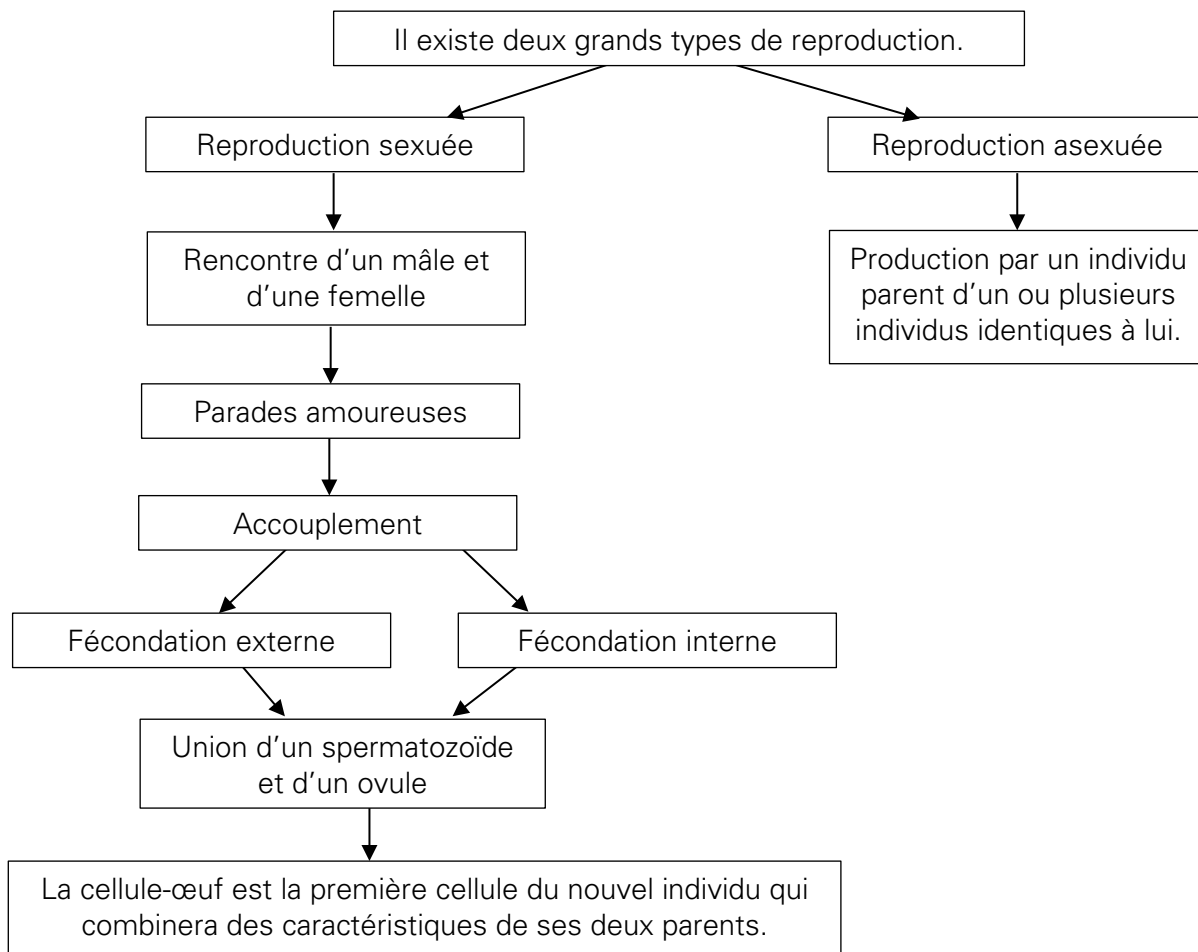 Il existe deux grands types de reproduction.
Reproduction sexuée
Reproduction asexuée
Rencontre d'un mâle et
d'une femelle
Production par un individu
parent d'un ou plusieurs
individus identiques à lui.
Parades amoureuses
Accouplement
Fécondation externe
Fécondation interne
Union d'un spermatozoïde
et d'un ovule
La cellule-œuf est la première cellule du nouvel individu qui
combinera des caractéristiques de ses deux parents.